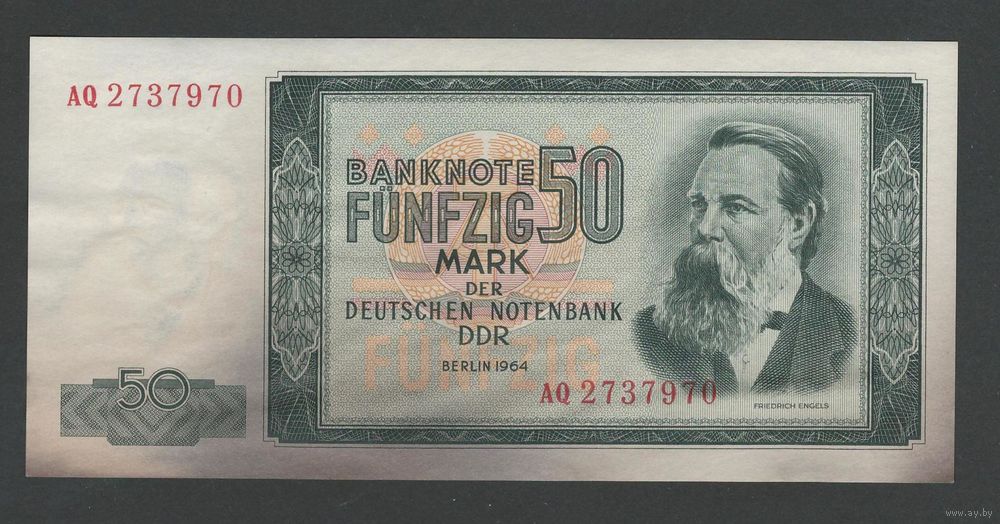 AQ 2737970
BANKNOTE 50
FÜNFZIG
MARK
DER
DEUTSCHEN NOTENBANK
DDR
FÜNFZIG
BERLIN 1964
AQ 2737970
FRIEDRICH ENGELS
50
www.ay.by